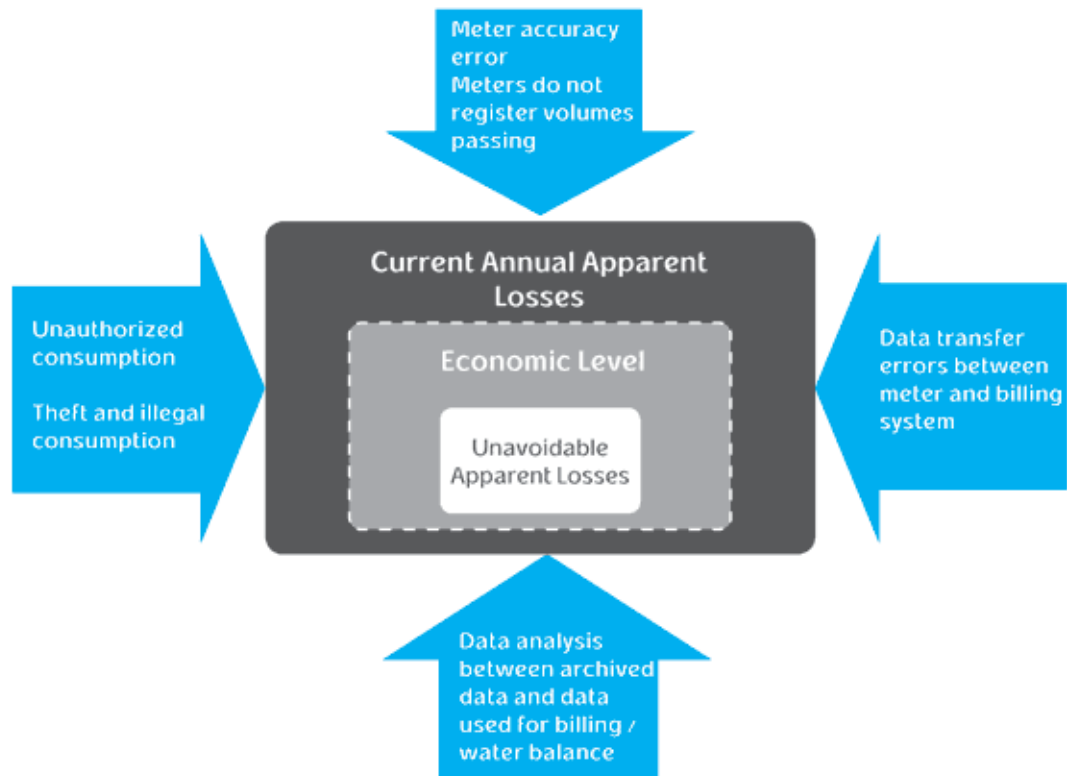 Meter accuracy
error
Meters do not
register volumes
passing
Current Annual Apparent
Losses
Economic Level
Unavoidable
Apparent Losses
Unauthorized
consumption
Theft and illegal
consumption
Data transfer
errors between
meter and billing
system
Data analysis
between archived
data and data
used for billing /
water balance